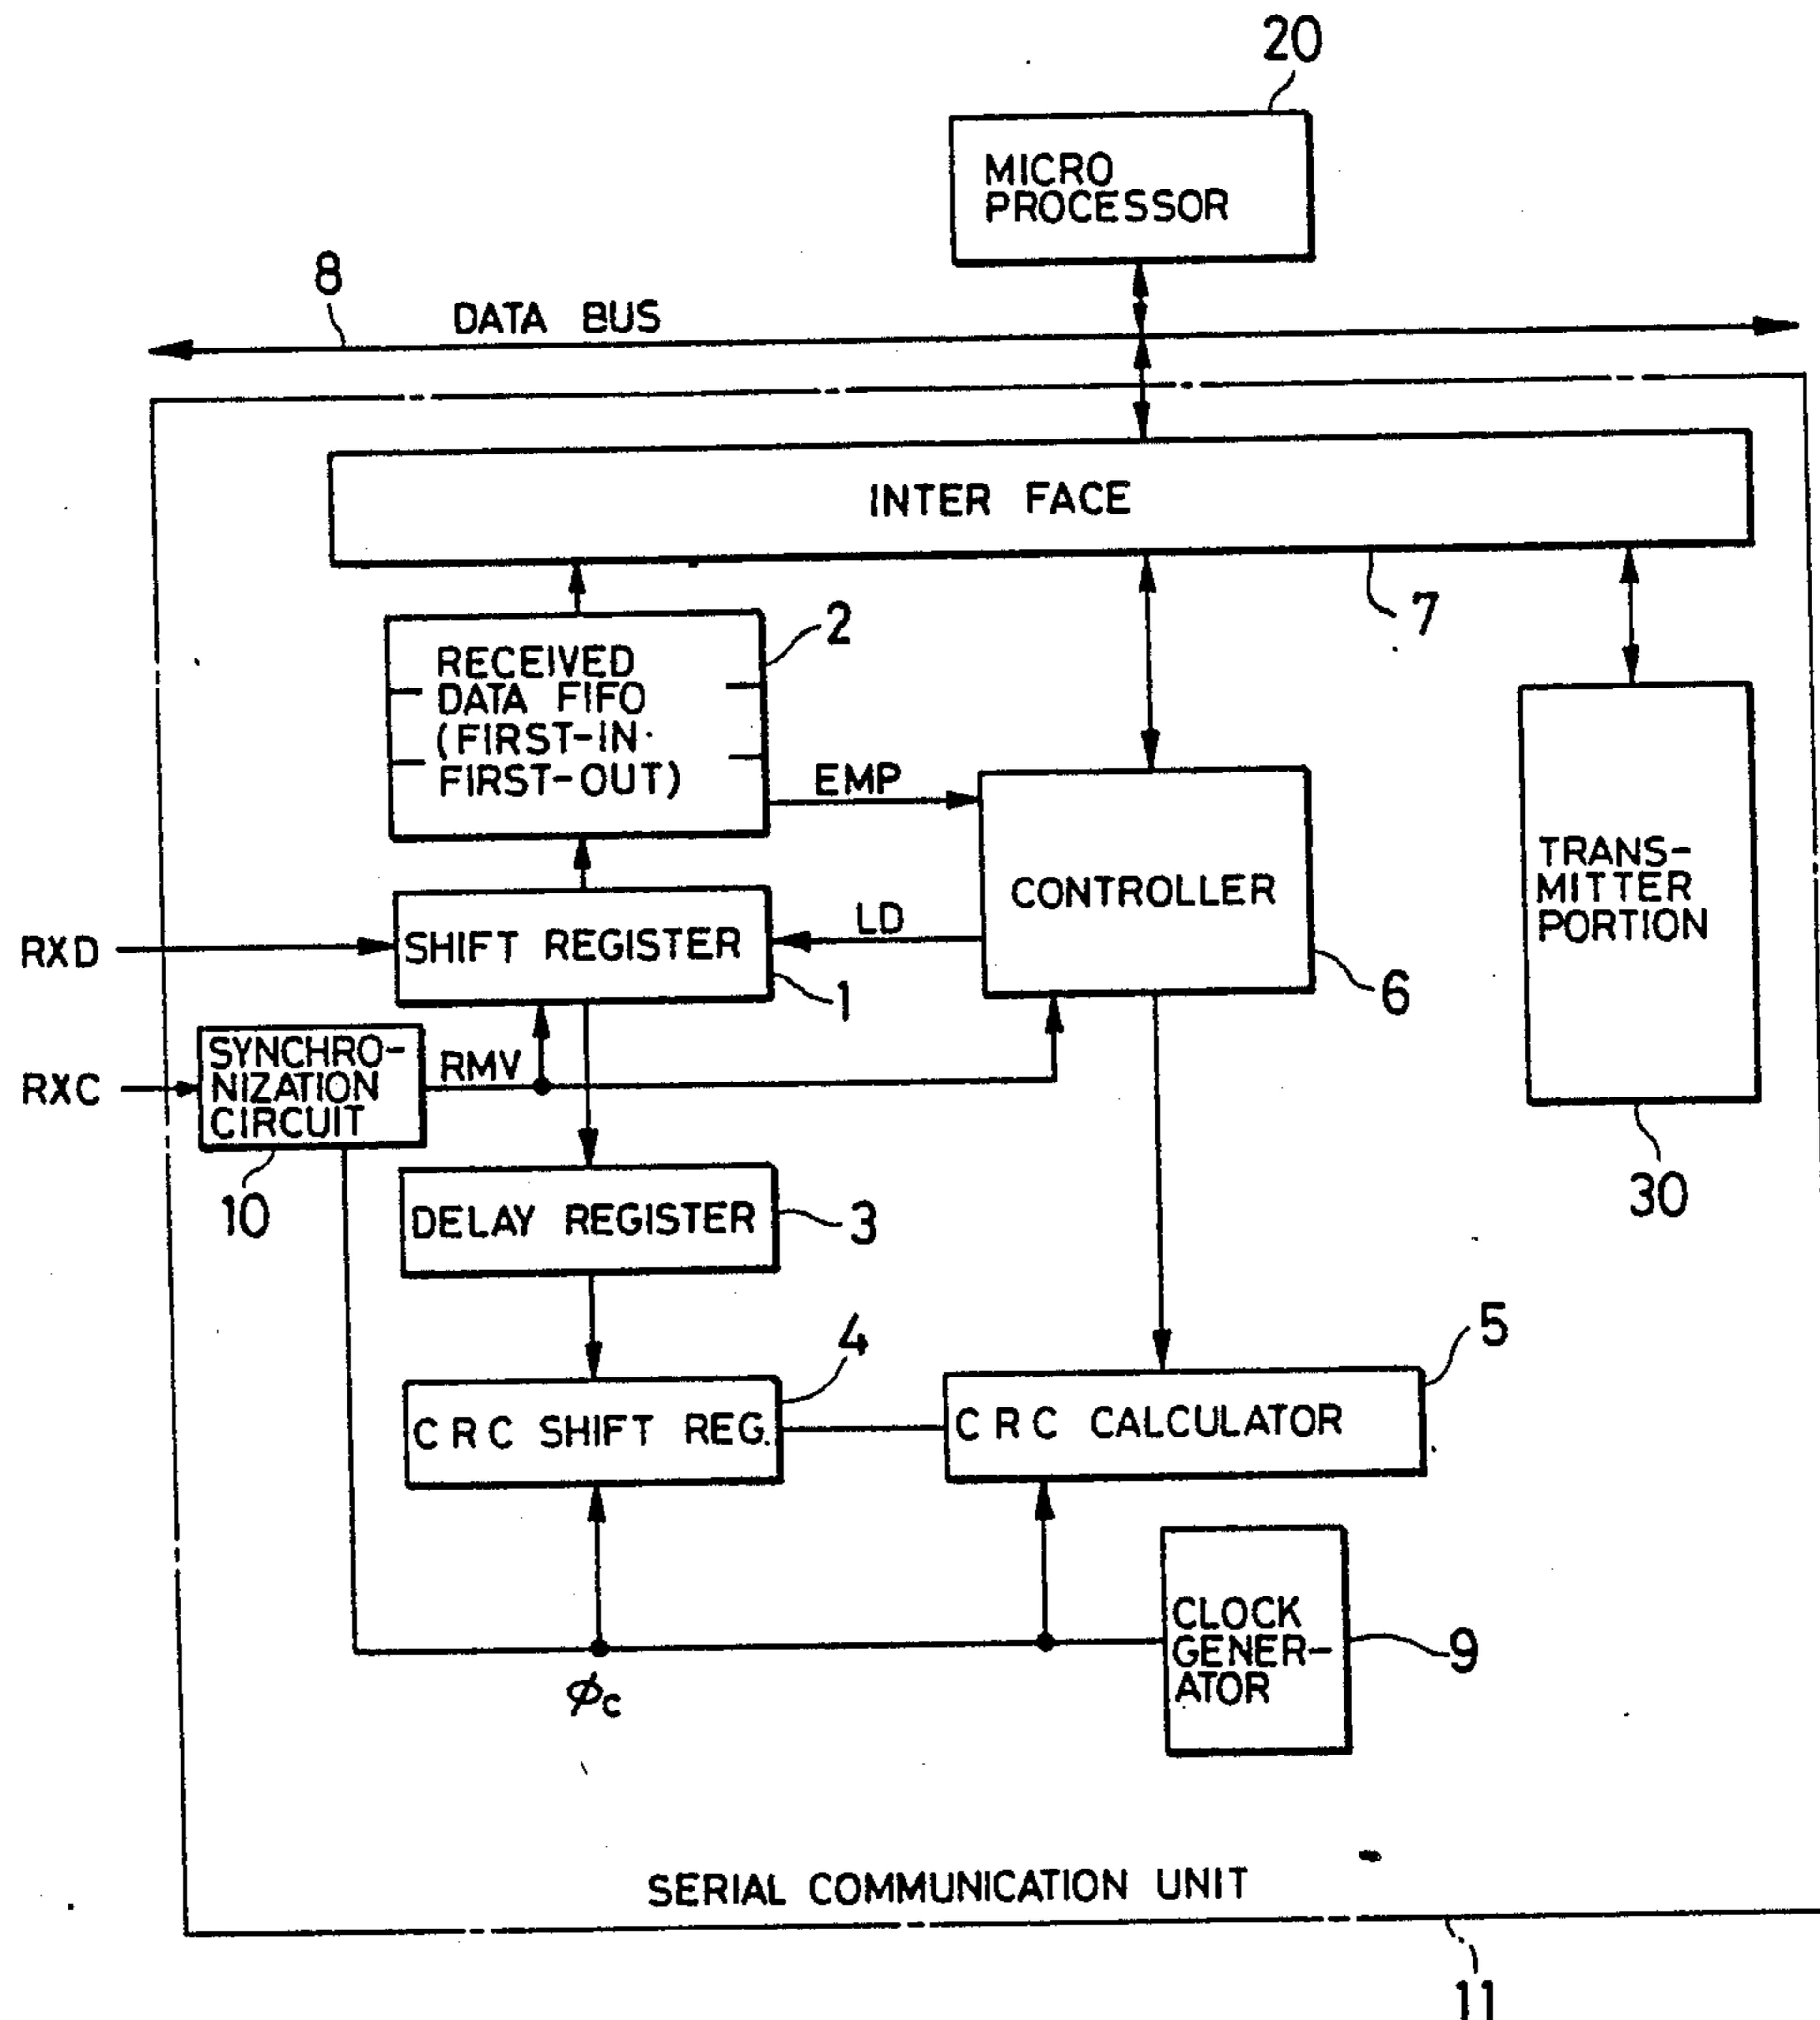 20
MICRO
PROCESSOR
8
DATA BUS
INTER FACE
7
2
RECEIVED
DATA FIFO
(FIRST-IN·
FIRST-OUT)
EMP
CONTROLLER
6
TRANS-
MITTER
PORTION
30
RXD
SHIFT REGISTER
LD
1
RXC
SYNCHRO-
NIZATION
CIRCUIT
RMV
10
DELAY REGISTER
3
4
CRC SHIFT REG.
5
CRC CALCULATOR
CLOCK
GENER-
ATOR
9
φc
SERIAL COMMUNICATION UNIT
11